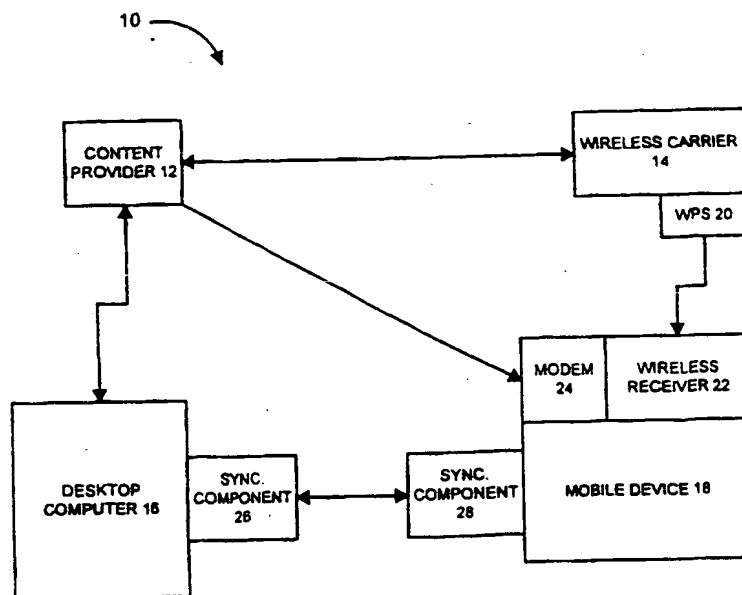 10
CONTENT
PROVIDER 12
WIRELESS CARRIER
14
WPS 20
MODEM
24
WIRELESS
RECEIVER 22
DESKTOP
COMPUTER 16
SYNC.
COMPONENT
26
SYNC.
COMPONENT
28
MOBILE DEVICE 18